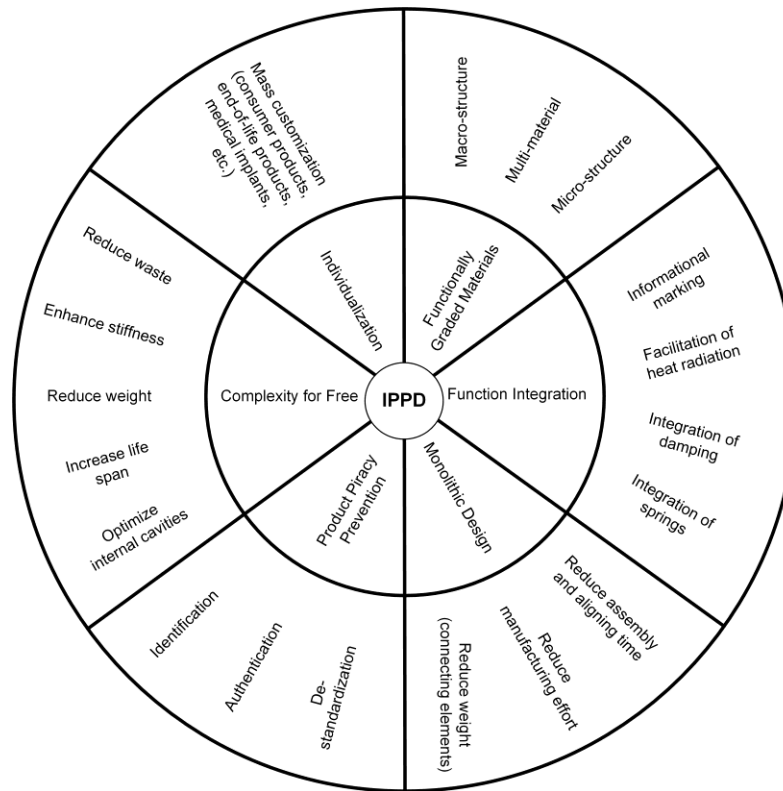 Mass customization
(consumer products,
end-of-life products,
medical implants,
etc.)
Macro-structure
Multi-material
Micro-structure
Individualization
Functionally
Graded Materials
Reduce waste
Enhance stiffness
Reduce weight
Increase life
span
Optimize
internal cavities
Complexity for Free
IPPD
Function Integration
Informational
marking
Facilitation of
heat radiation
Integration of
damping
Integration of
springs
Product Piracy
Prevention
Monolithic Design
Identification
Authentication
De-
standardization
Reduce weight
(connecting elements)
Reduce
manufacturing effort
Reduce assembly
and aligning time